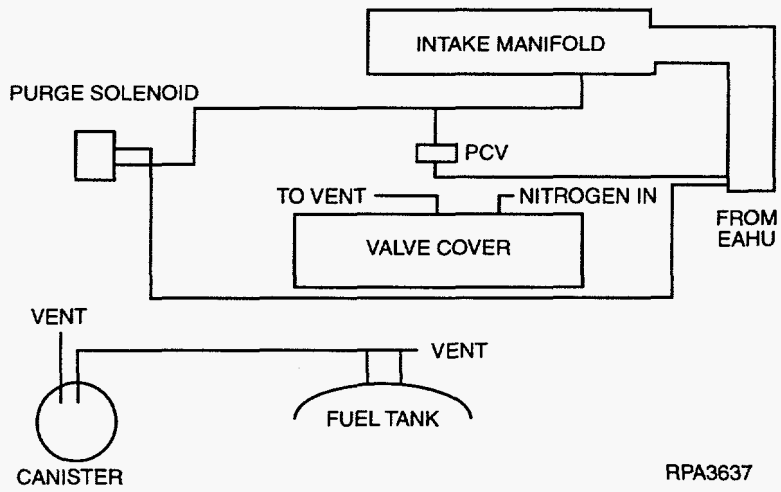 INTAKE MANIFOLD
PURGE SOLENOID
PCV
TO VENT
NITROGEN IN
FROM
EAHU
VALVE COVER
VENT
VENT
FUEL TANK
CANISTER
RPA3637